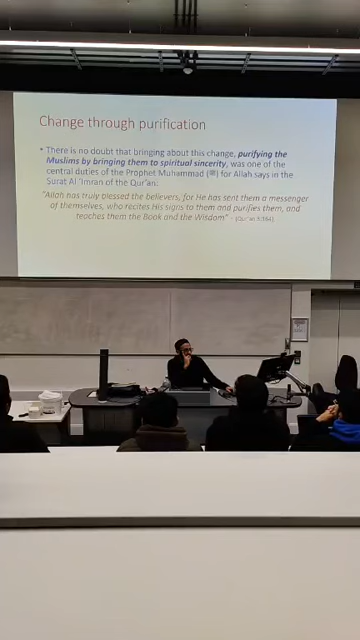 Change through purification
• There is no doubt that bringing about this change, purifying the
Muslims by bringing them to spiritual sincerity, was one of the
central duties of the Prophet Muhammad (ﷺ) for Allah says in the
Surat Al 'Imran of the Qur'an:
"Allah has truly blessed the believers, for He has sent them a messenger
of themselves, who recites His signs to them and purifies them, and
teaches them the Book and the Wisdom" - (Qur'an 3:164)